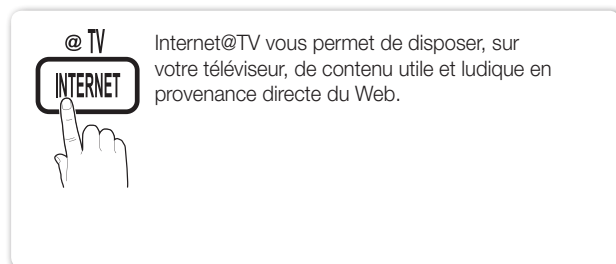 @ TV
INTERNET
Internet@TV vous permet de disposer, sur
votre téléviseur, de contenu utile et ludique en
provenance directe du Web.